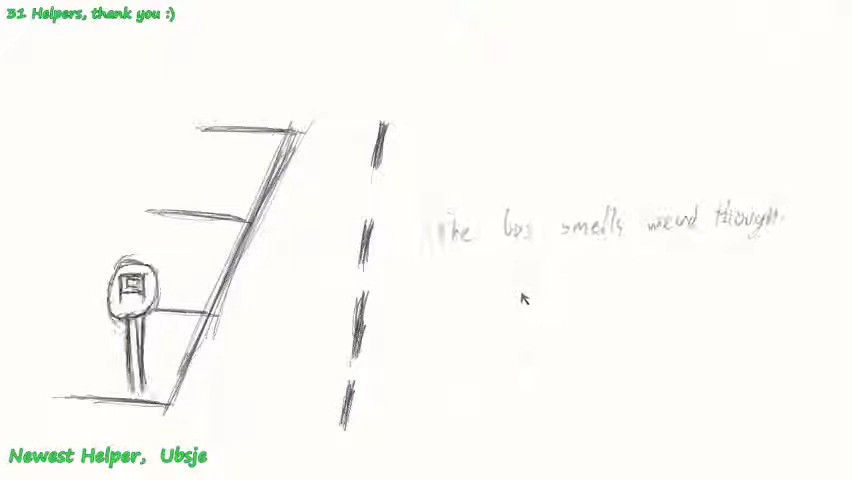 31 Helpers, thank you :)
The bus smells weird though.
Newest Helper, Ubsje